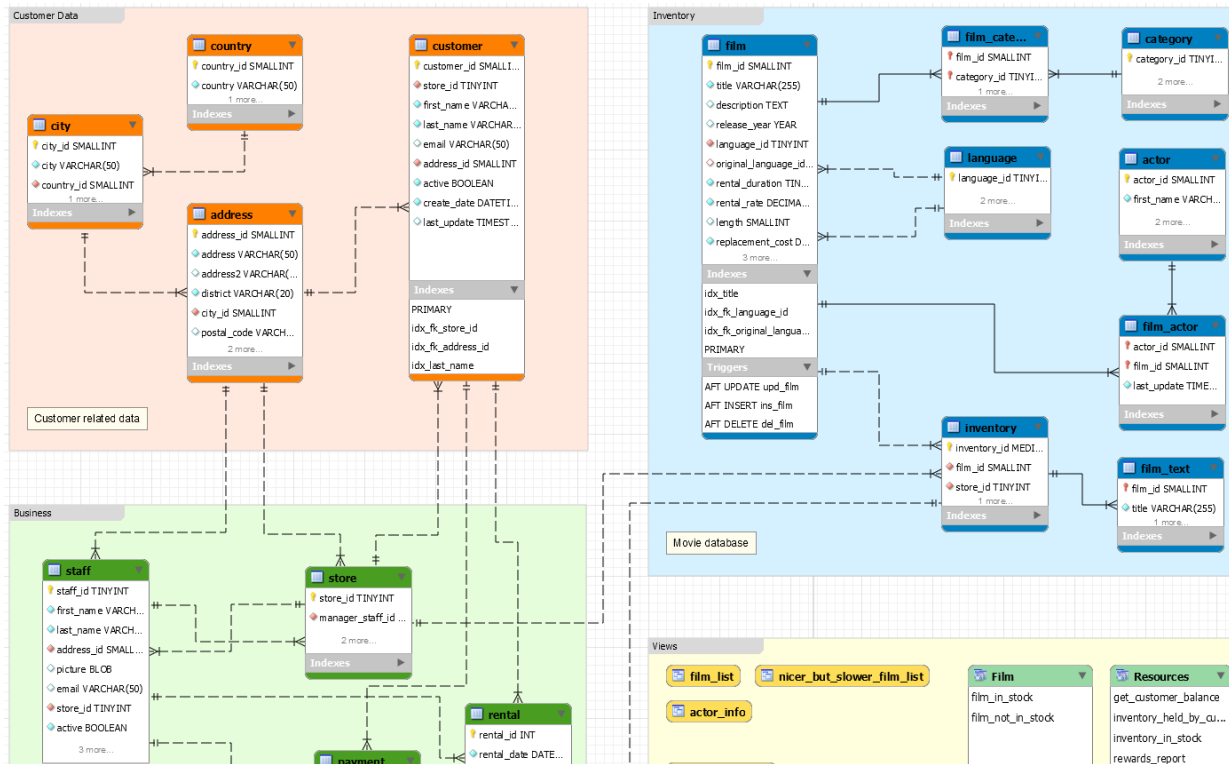 Customer Data
country
country_id SMALLINT
country VARCHAR(50)
1 more...
Indexes
customer
customer_id SMALLI...
store_id TINYINT
first_name VARCHA...
last_name VARCHAR...
email VARCHAR(50)
address_id SMALLINT
active BOOLEAN
create_date DATETI...
last_update TIMEST...
Indexes
PRIMARY
idx_fk_store_id
idx_fk_address_id
idx_last_name
city
city_id SMALLINT
city VARCHAR(50)
country_id SMALLINT
1 more...
Indexes
address
address_id SMALLINT
address VARCHAR(50)
address2 VARCHAR(...
district VARCHAR(20)
city_id SMALLINT
postal_code VARCH...
2 more...
Indexes
Customer related data
Inventory
film
film_id SMALLINT
title VARCHAR(255)
description TEXT
release_year YEAR
language_id TINYINT
original_language_id...
rental_duration TIN...
rental_rate DECIMA...
length SMALLINT
replacement_cost D...
3 more...
Indexes
idx_title
idx_fk_language_id
idx_fk_original_langua...
PRIMARY
Triggers
AFT UPDATE upd_film
AFT INSERT ins_film
AFT DELETE del_film
film_cate...
film_id SMALLINT
category_id TINYI...
1 more...
Indexes
category
category_id TINYI...
2 more...
Indexes
language
language_id TINYI...
2 more...
Indexes
actor
actor_id SMALLINT
first_name VARCH...
2 more...
Indexes
film_actor
actor_id SMALLINT
film_id SMALLINT
last_update TIME...
Indexes
inventory
inventory_id MEDI...
film_id SMALLINT
store_id TINYINT
1 more...
Indexes
film_text
film_id SMALLINT
title VARCHAR(255)
1 more...
Indexes
Movie database
Business
staff
staff_id TINYINT
first_name VARCH...
last_name VARCH...
address_id SMALL...
picture BLOB
email VARCHAR(50)
store_id TINYINT
active BOOLEAN
3 more...
store
store_id TINYINT
manager_staff_id ...
2 more...
Indexes
rental
rental_id INT
rental_date DATE...
payment
Views
film_list
nicer_but_slower_film_list
actor_info
Film
film_in_stock
film_not_in_stock
Resources
get_customer_balance
inventory_held_by_cu...
inventory_in_stock
rewards_report